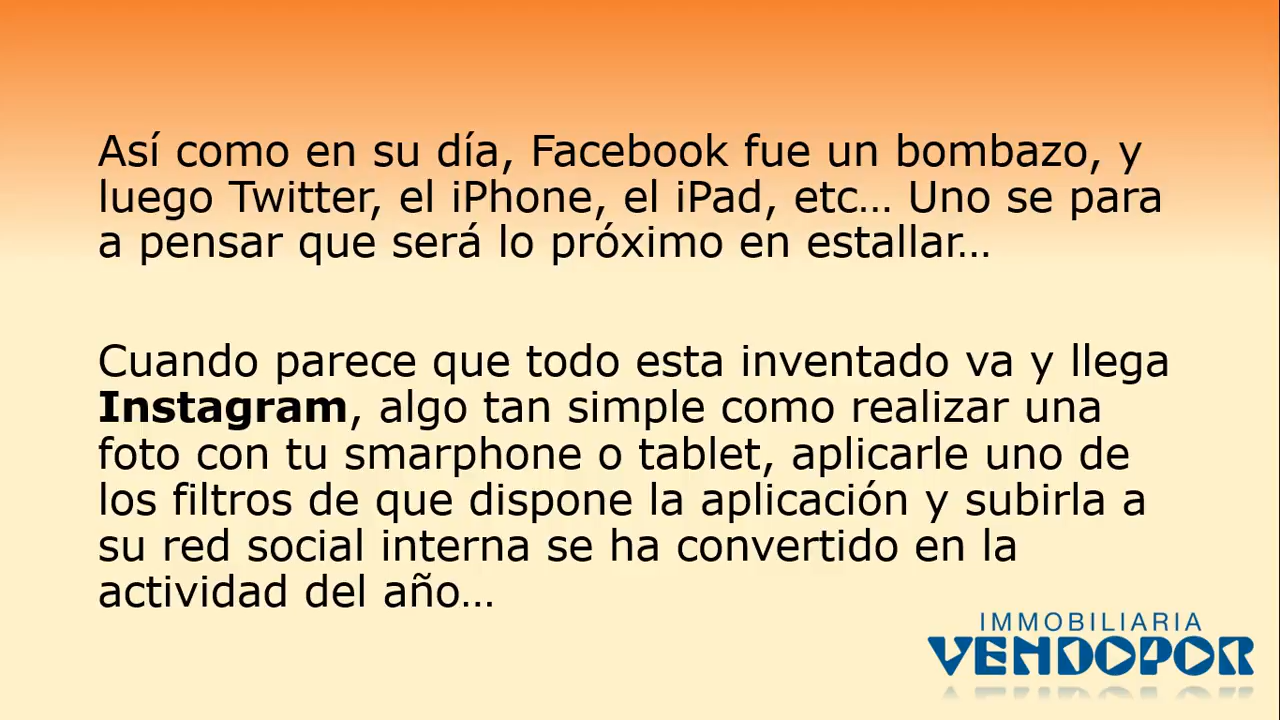 Así como en su día, Facebook fue un bombazo, y
luego Twitter, el iPhone, el iPad, etc… Uno se para
a pensar que será lo próximo en estallar…
Cuando parece que todo esta inventado va y llega
Instagram, algo tan simple como realizar una
foto con tu smarphone o tablet, aplicarle uno de
los filtros de que dispone la aplicación y subirla a
su red social interna se ha convertido en la
actividad del año…
IMMOBILIARIA
VENDOPOR